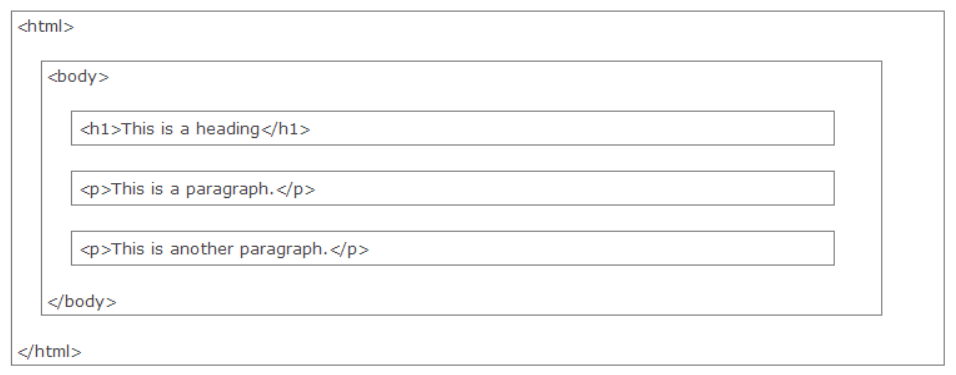 <html>
<body>
<h1>This is a heading</h1>
<p>This is a paragraph.</p>
<p>This is another paragraph.</p>
</body>
</html>